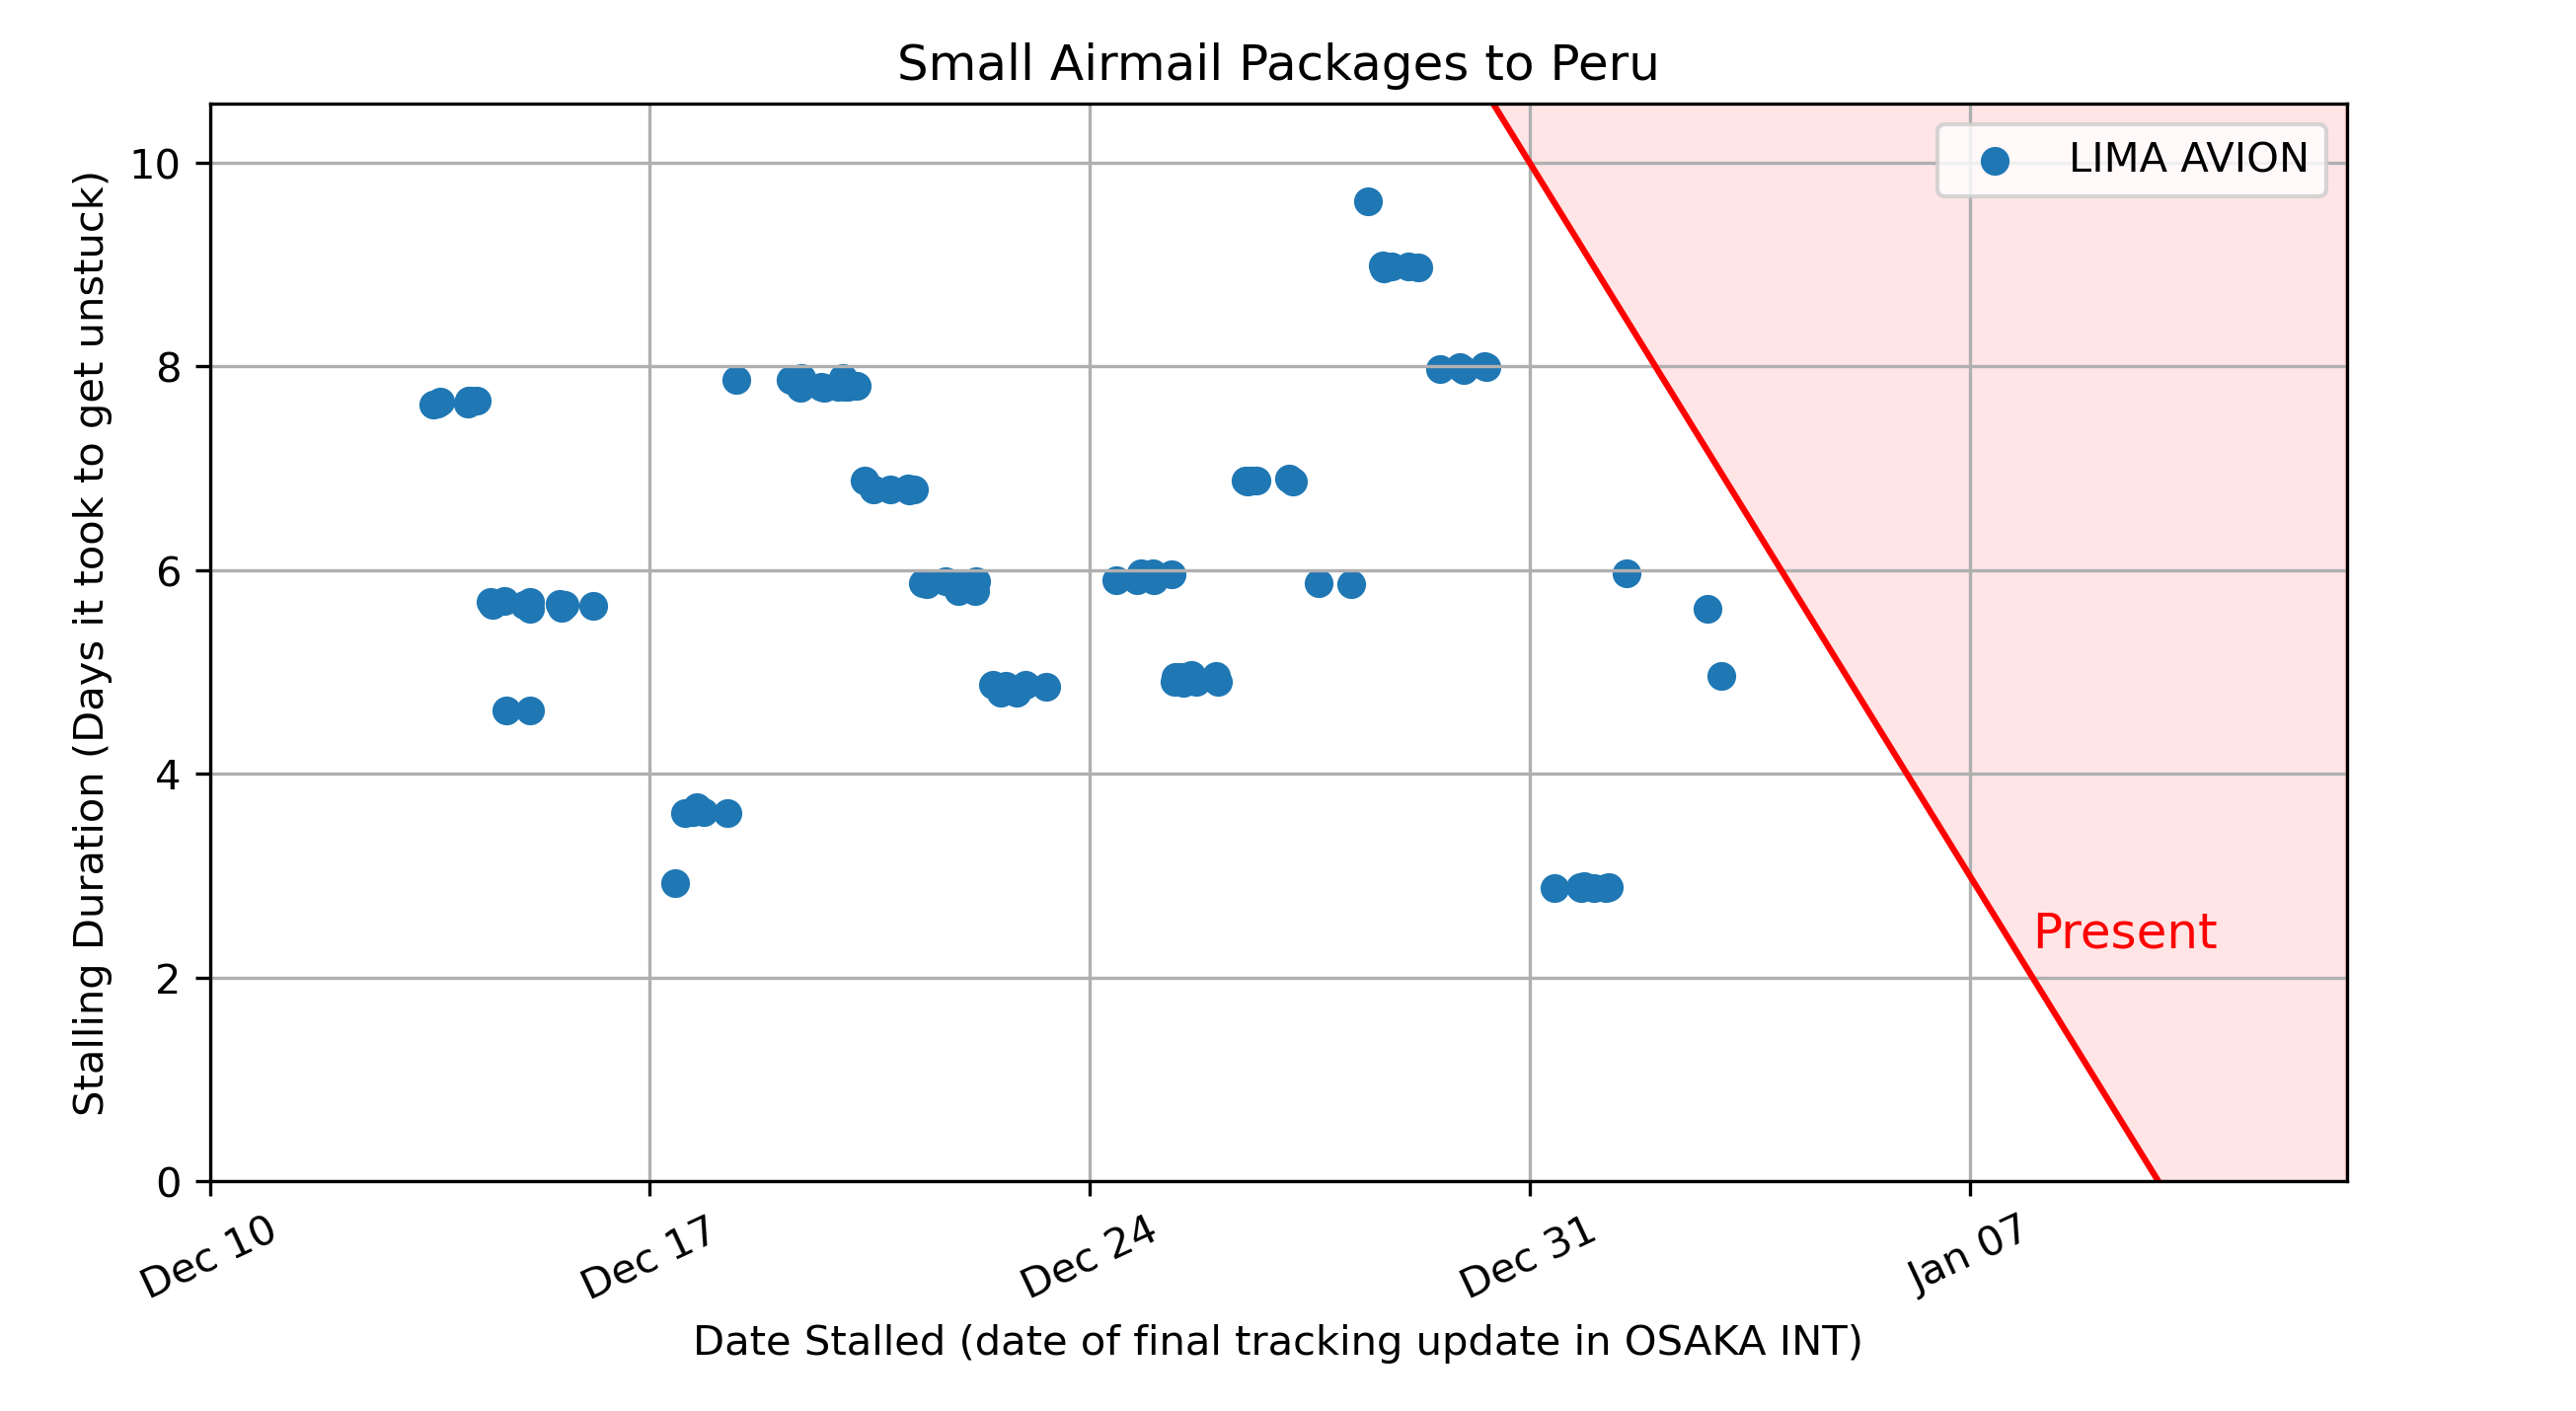 Small Airmail Packages to Peru
LIMA AVION
Stalling Duration (Days it took to get unstuck)
10
8
6
4
2
0
Present
Dec 10
Dec 17
Dec 24
Dec 31
Jan 07
Date Stalled (date of final tracking update in OSAKA INT)